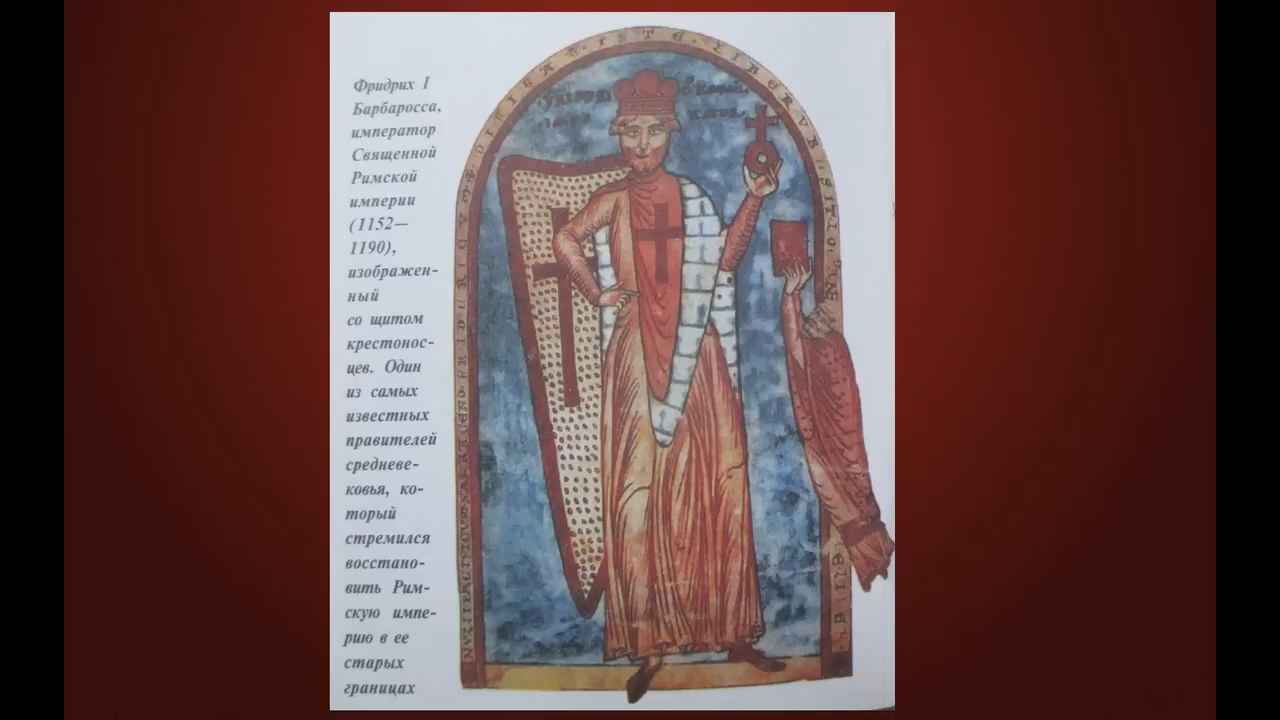 Фридрих I
Барбаросса,
император
Священной
Римской
империи
(1152—
1190),
изображен-
ный
со щитом
крестонос-
цев. Один
из самых
известных
правителей
средневе-
ковья, ко-
торый
стремился
восстано-
вить Рим-
скую импе-
рию в ее
старых
границах